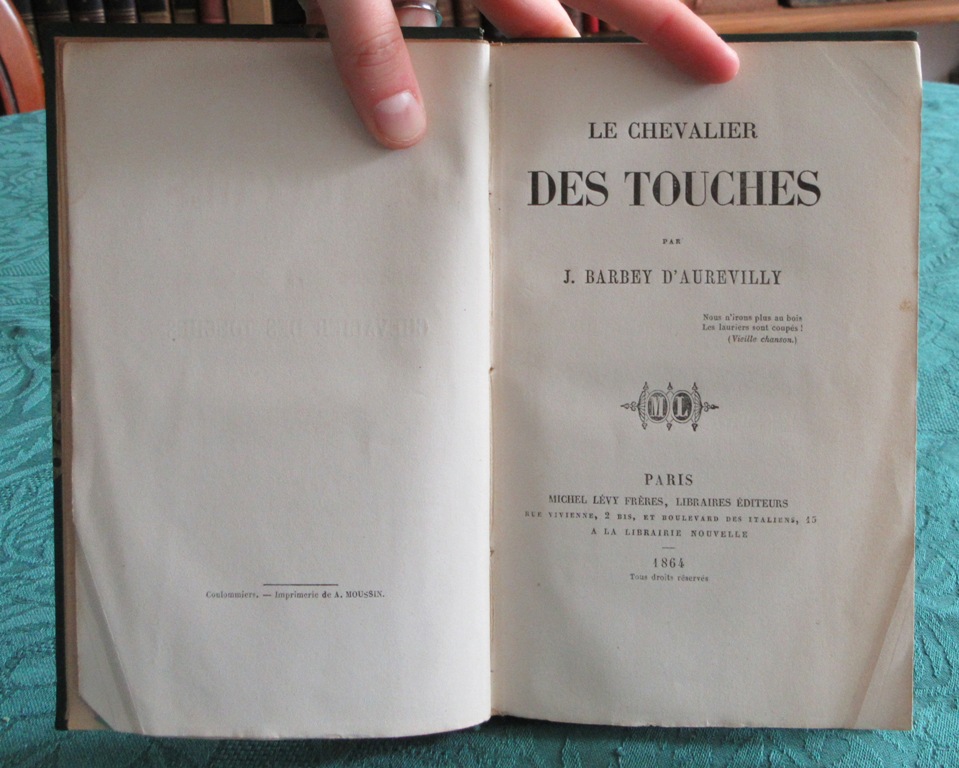 Coulommiers. — Imprimerie de A. MOUSSIN.
LE CHEVALIER
DES TOUCHES
PAR
J. BARBEY D'AUREVILLY
Nous n'irons plus au bois
Les lauriers sont coupés!
(Vieille chanson.)
ML
PARIS
MICHEL LÉVY FRÈRES, LIBRAIRES ÉDITEURS
RUE VIVIENNE, 2 BIS, ET BOULEVARD DES ITALIENS, 15
A LA LIBRAIRIE NOUVELLE
1864
Tous droits réservés